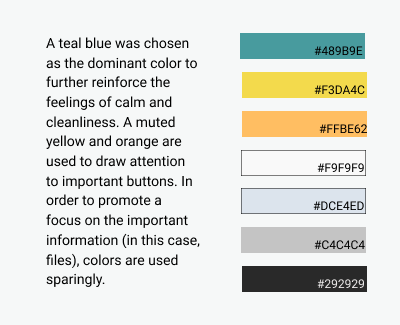 A teal blue was chosen
as the dominant color to
further reinforce the
feelings of calm and
cleanliness. A muted
yellow and orange are
used to draw attention
to important buttons. In
order to promote a
focus on the important
information (in this case,
files), colors are used
sparingly.
#489B9E
#F3DA4C
#FFBE62
#F9F9F9
#DCE4ED
#C4C4C4
#292929